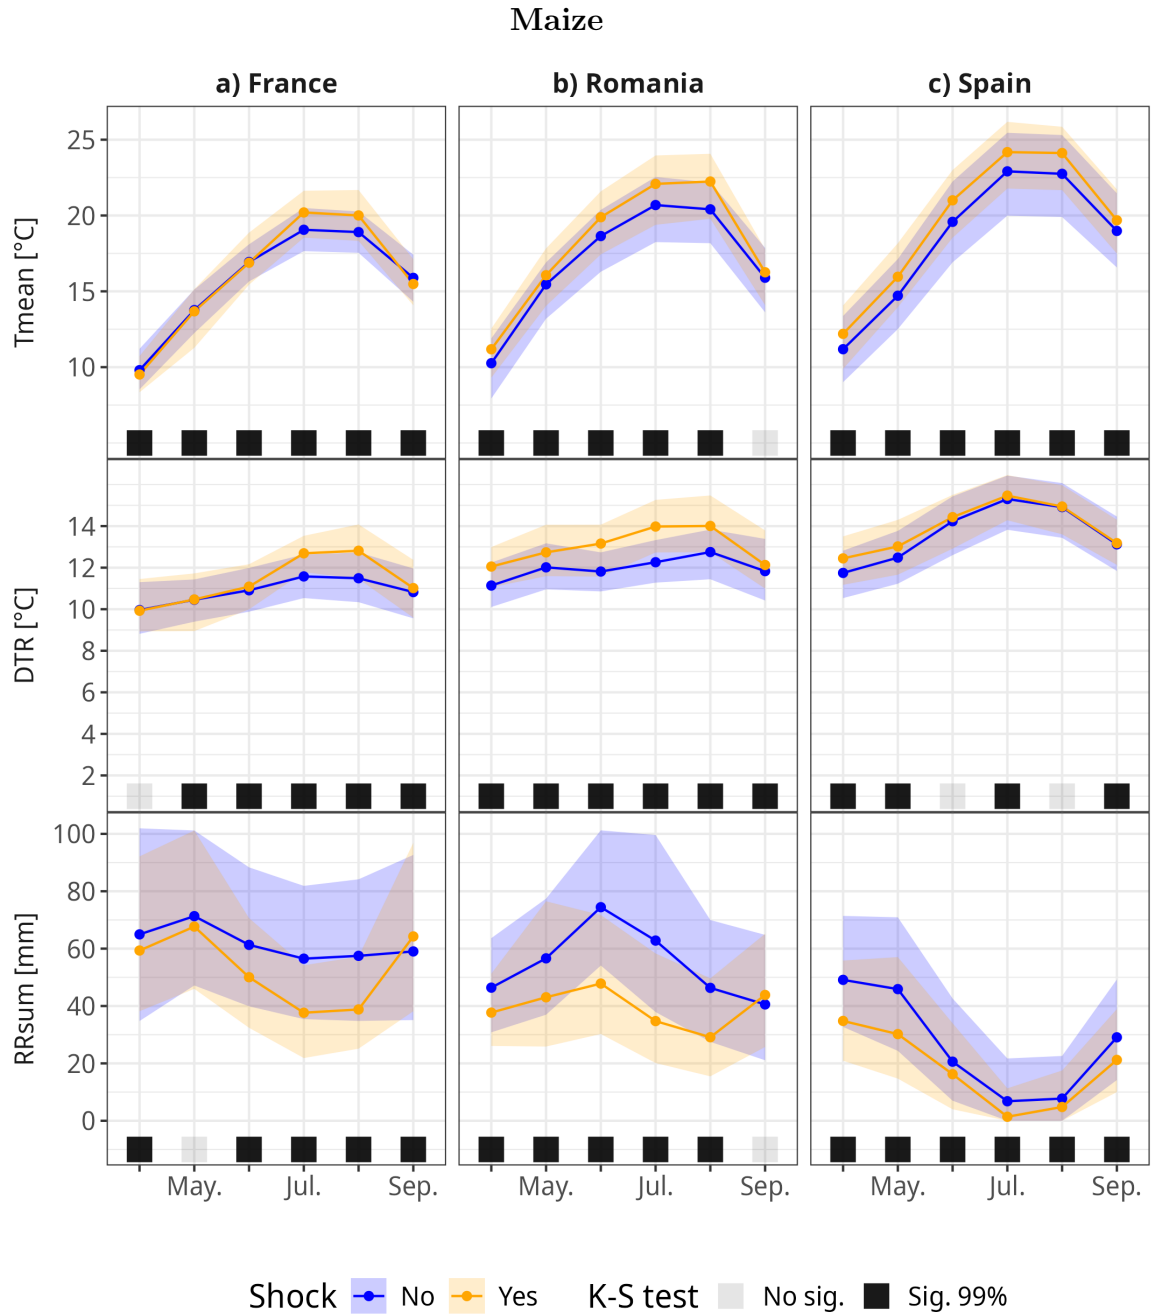 Maize
a) France
b) Romania
c) Spain
Tmean [°C]
25
20
15
10
DTR [°C]
14
12
10
8
6
4
2
RRsum [mm]
100
80
60
40
20
0
May. Jul. Sep.
May. Jul. Sep.
May. Jul. Sep.
Shock No Yes K-S test No sig. Sig. 99%